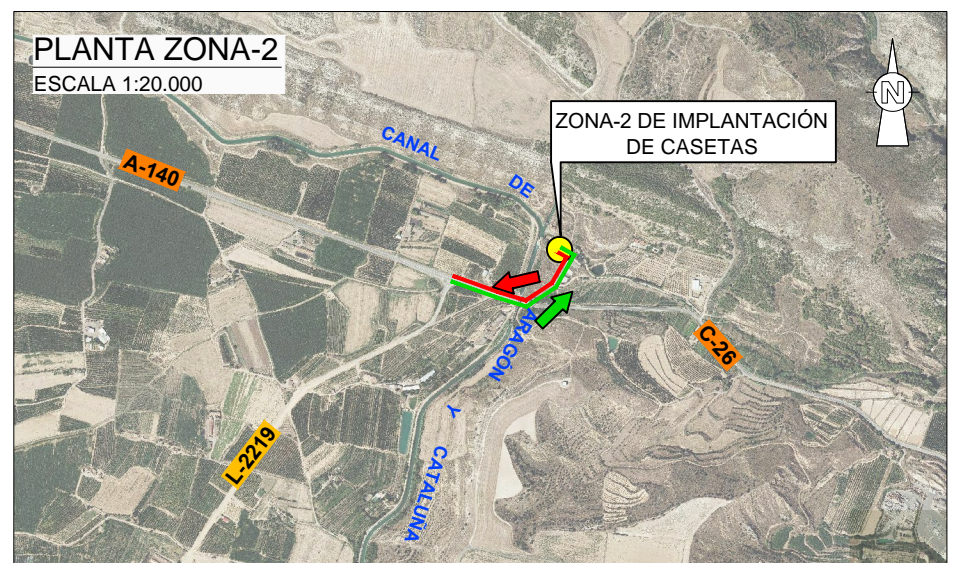 PLANTA ZONA-2
ESCALA 1:20.000
N
ZONA-2 DE IMPLANTACIÓN
DE CASETAS
CANAL
DE
A-140
ARAGÓN
C-26
Y
L-2219
CATALUÑA